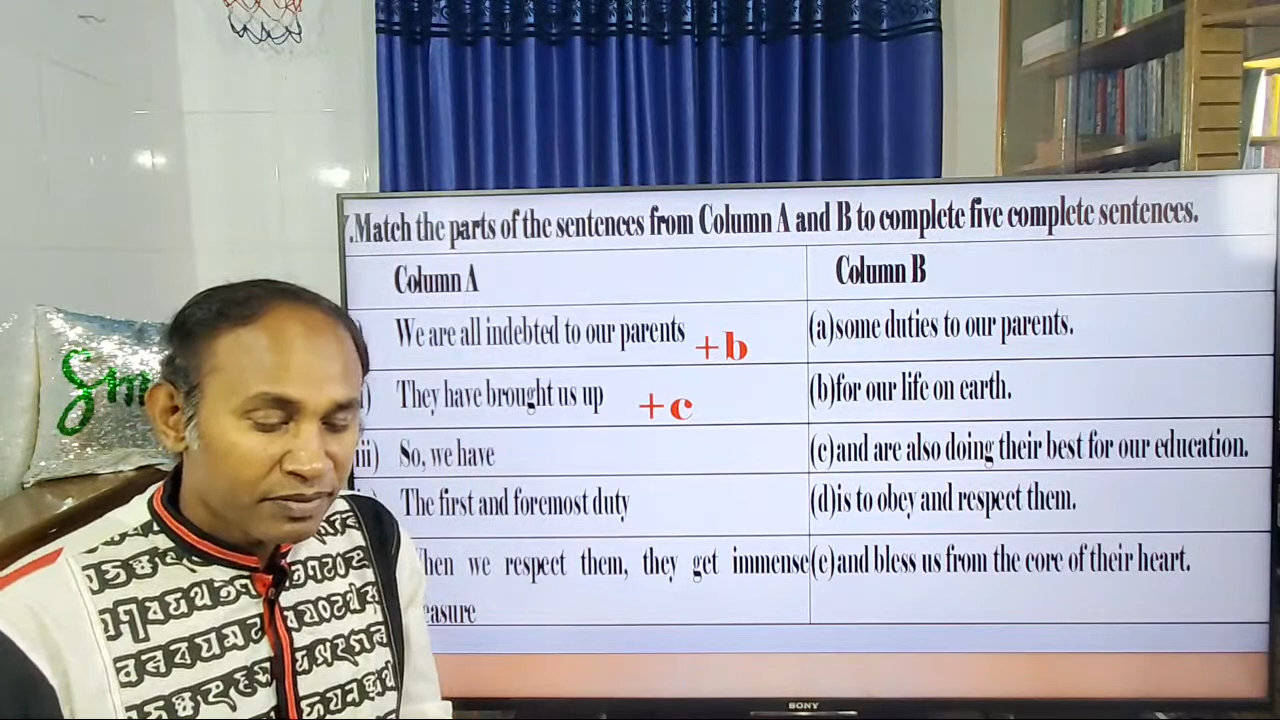 7.Match the parts of the sentences from Column A and B to complete five complete sentences.
Column A
Column B
We are all indebted to our parents +b
(a)some duties to our parents.
They have brought us up +c
(b)for our life on earth.
iii) So, we have
(c)and are also doing their best for our education.
The first and foremost duty
(d)is to obey and respect them.
we respect them, they get immense
(e)and bless us from the core of their heart.
SONY